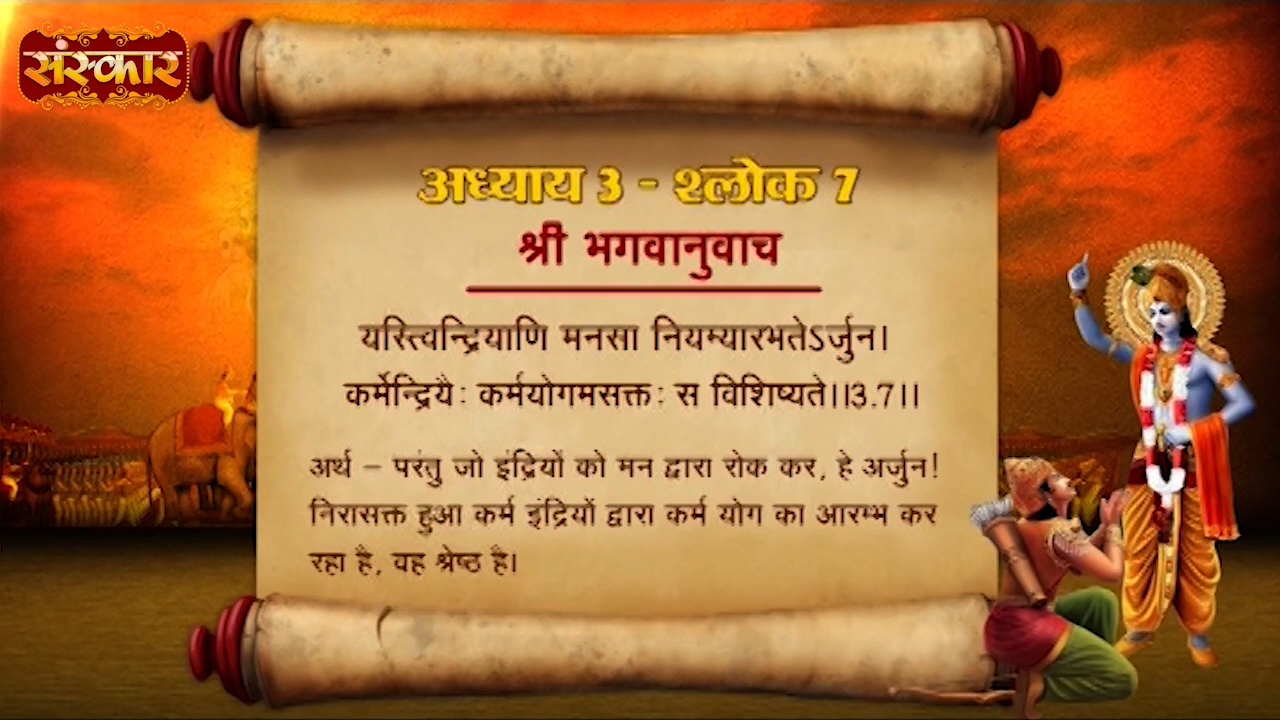 संस्कार
अध्याय 3 - श्लोक 7
श्री भगवानुवाच
यस्त्विन्द्रियाणि मनसा नियम्यारभतेऽर्जुन।
कर्मेन्द्रियैः कर्मयोगमसक्तः स विशिष्यते।।3.7।।
अर्थ – परंतु जो इंद्रियों को मन द्वारा रोक कर, हे अर्जुन!
निरासक्त हुआ कर्म इंद्रियों द्वारा कर्म योग का आरम्भ कर
रहा है, वह श्रेष्ठ है।